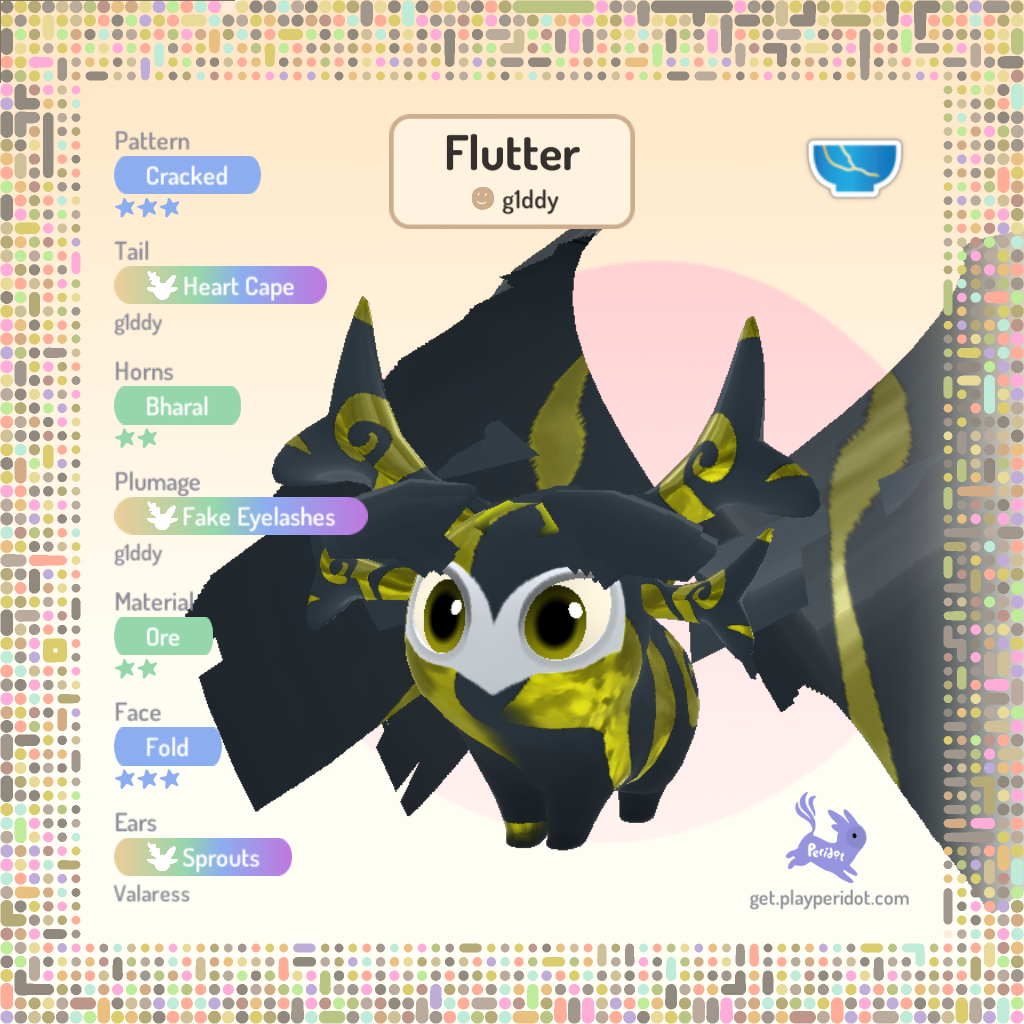 Flutter
g1ddy
Pattern
Cracked
Tail
Heart Cape
g1ddy
Horns
Bharal
Plumage
Fake Eyelashes
g1ddy
Material
Ore
Face
Fold
Ears
Sprouts
Valaress
Peridot
get.playperidot.com